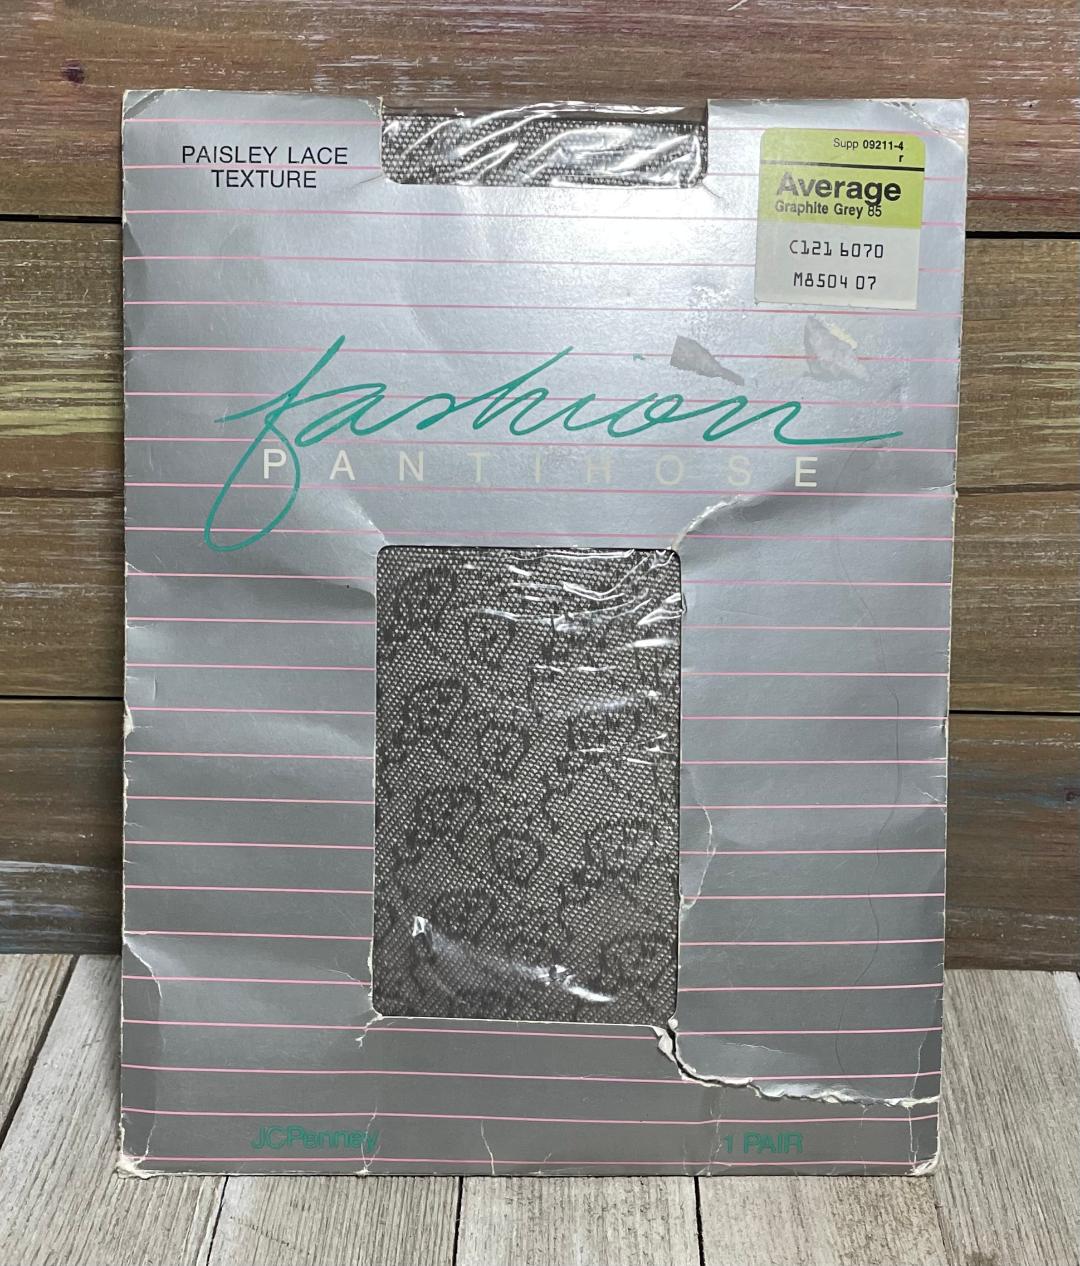 PAISLEY LACE
TEXTURE
Supp 09211-4
r
Average
Graphite Grey 85
C121 6070
M8504 07
fashion
PANTIHOSE
JCPenney
1 PAIR